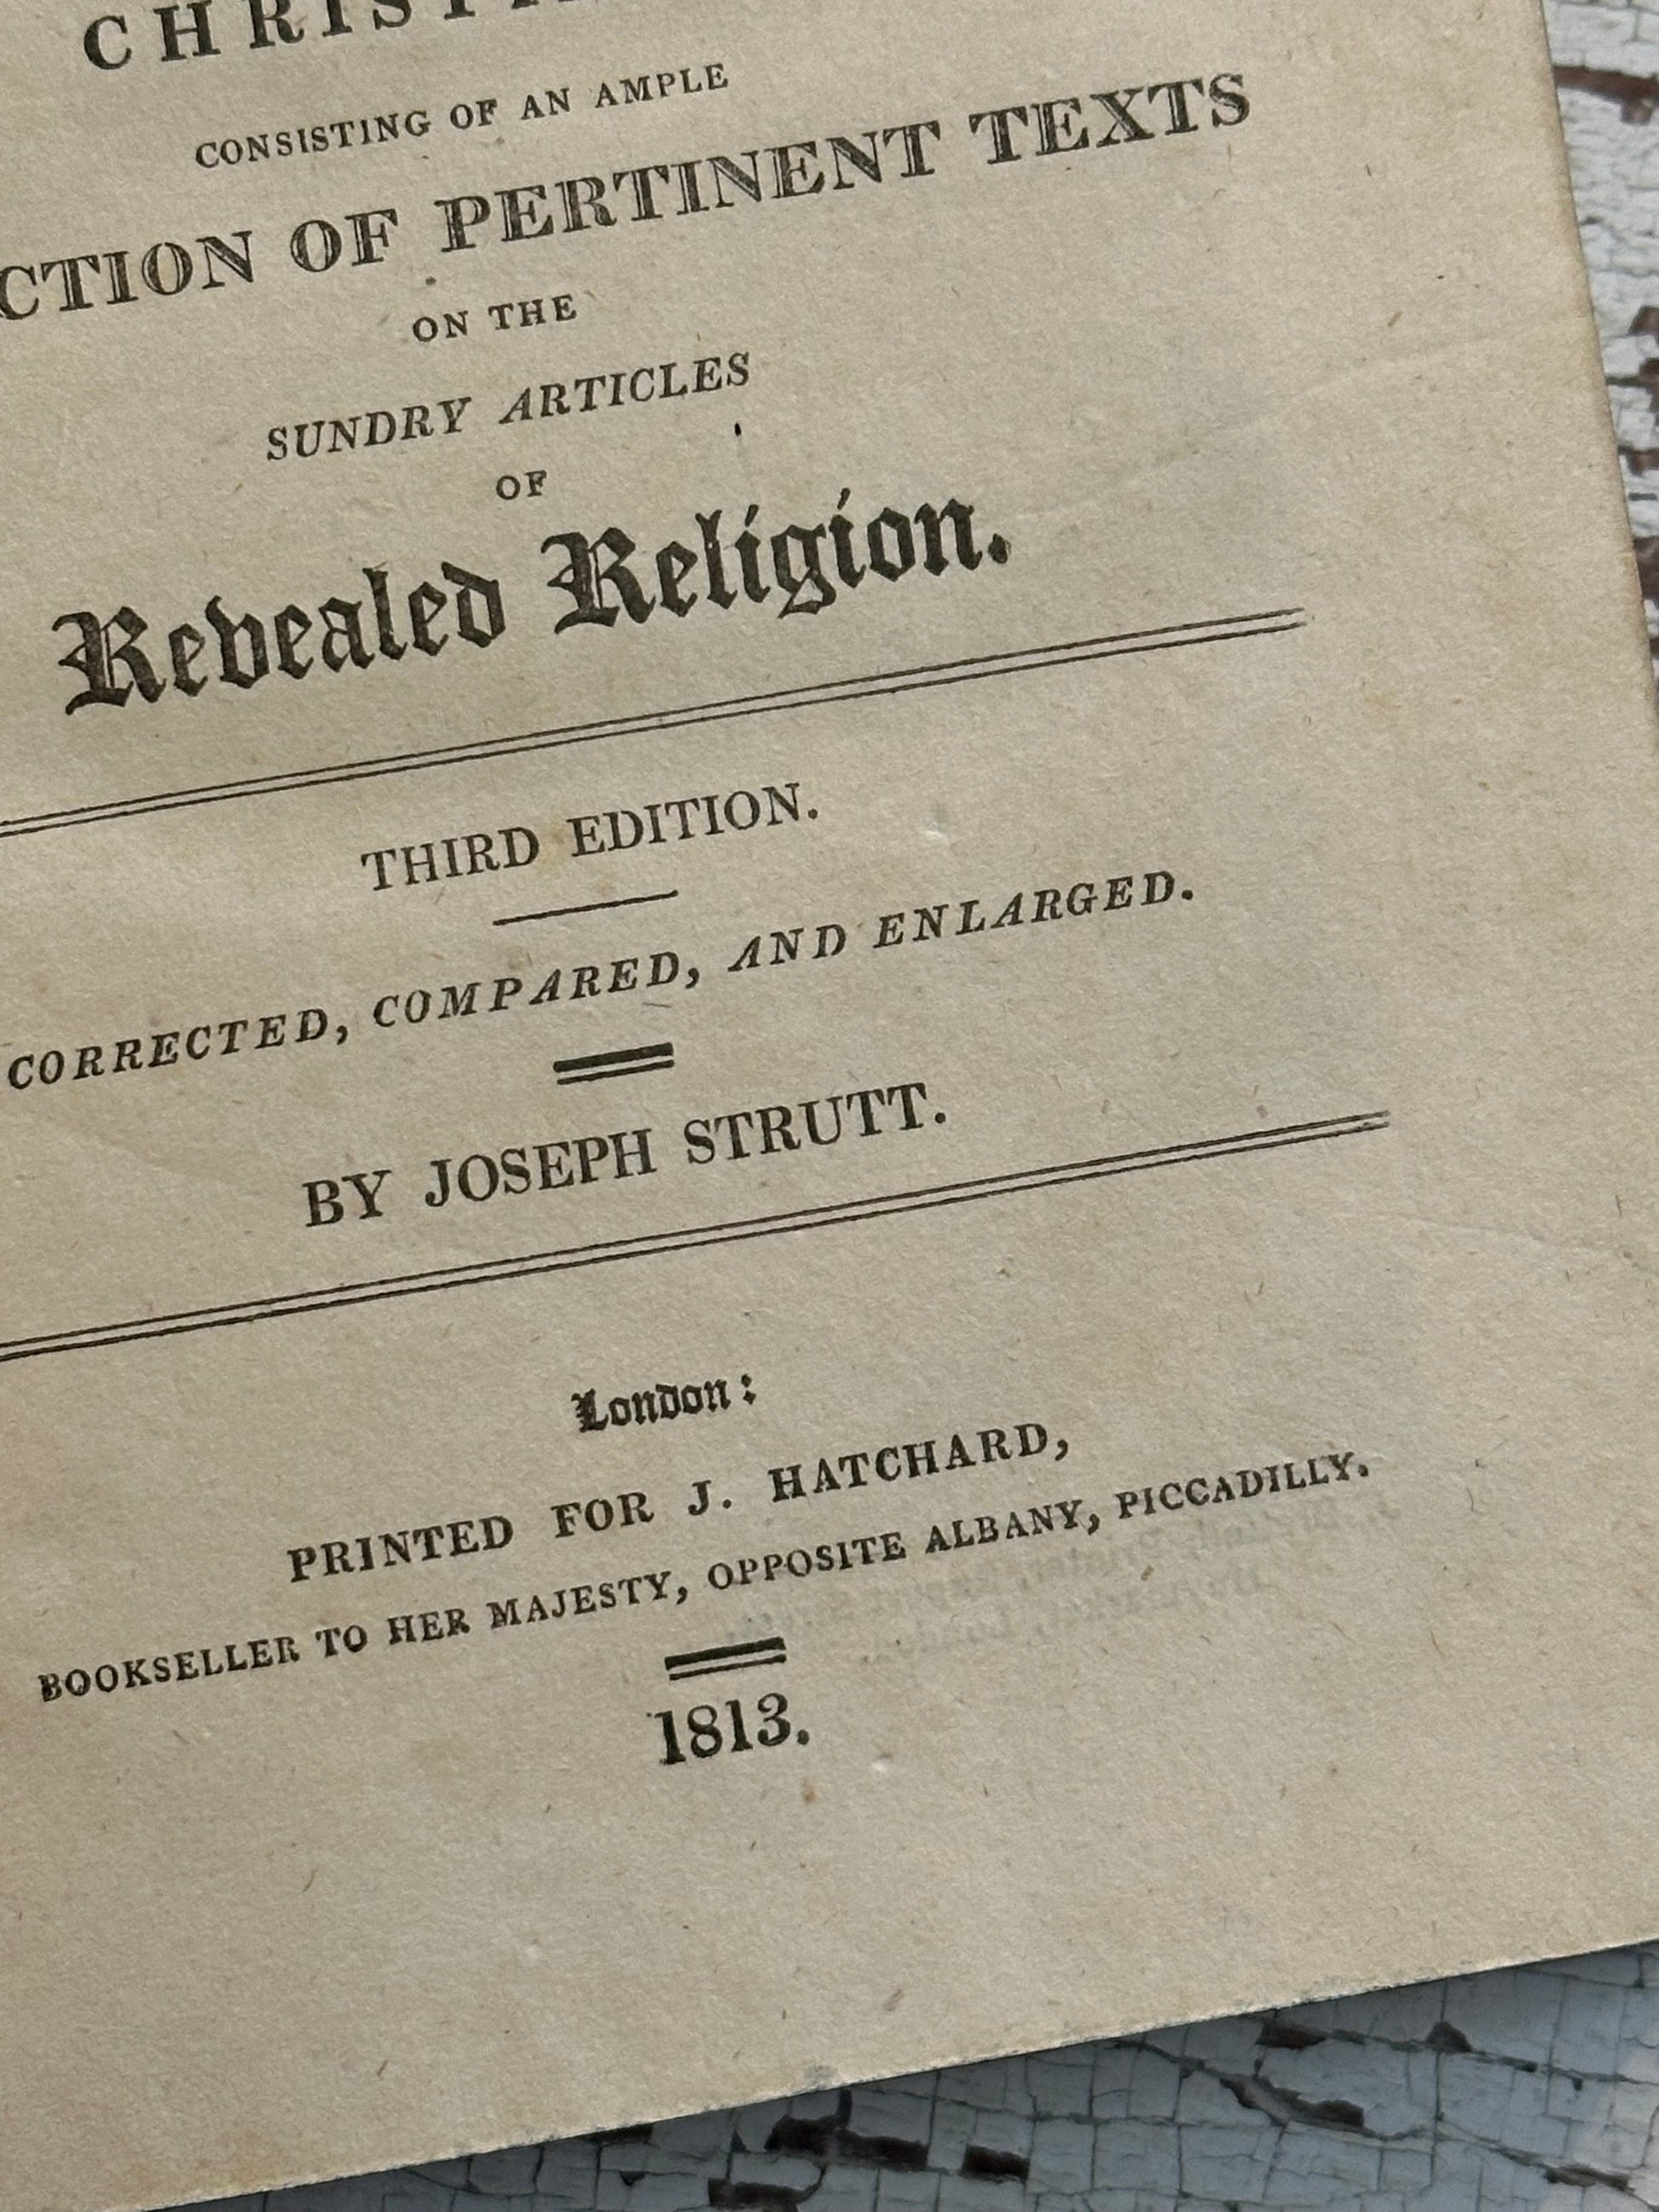 CONSISTING OF AN AMPLE
OF PERTINENT TEXTS
ON THE
SUNDRY ARTICLES
OF
Revealed Religion.
THIRD EDITION.
CORRECTED, COMPARED, AND ENLARGED.
BY JOSEPH STRUTT.
London:
PRINTED FOR J. HATCHARD,
BOOKSELLER TO HER MAJESTY, OPPOSITE ALBANY, PICCADILLY.
1813.